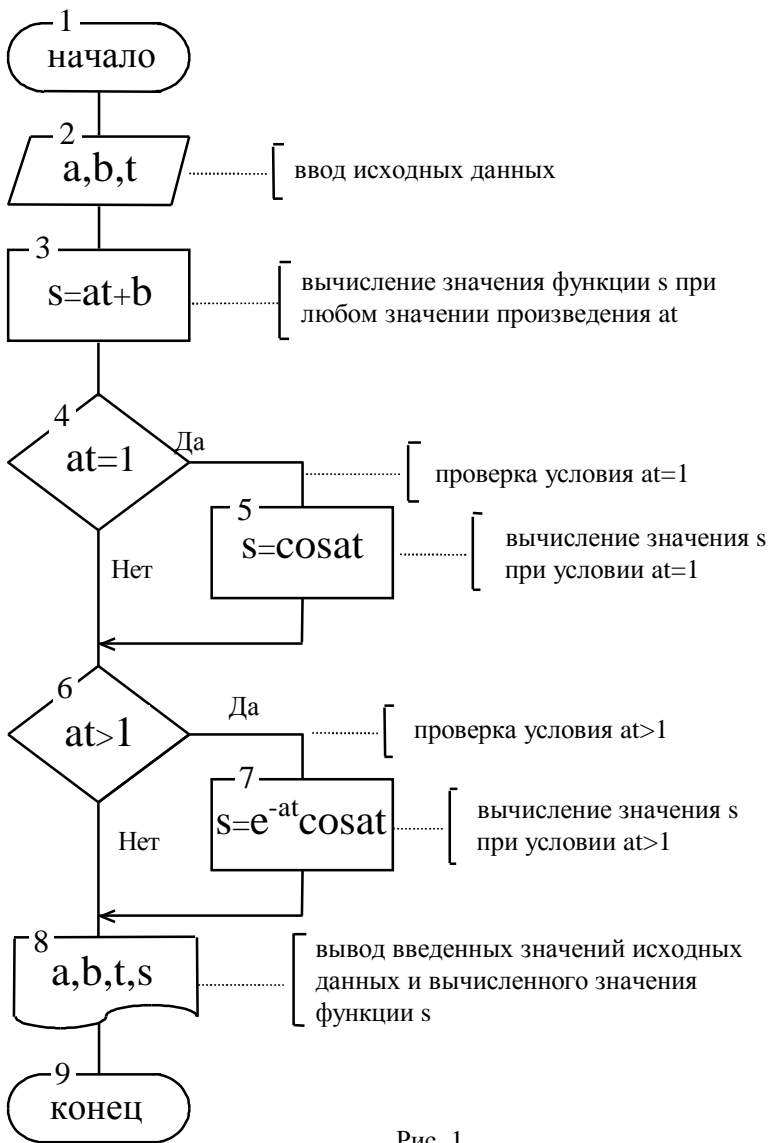 1
начало
2
a,b,t
ввод исходных данных
3
s=at+b
вычисление значения функции s при
любом значении произведения at
4
at=1
Да
проверка условия at=1
5
s=cosat
вычисление значения s
при условии at=1
Нет
6
at>1
Да
проверка условия at>1
7
s=e^-at cosat
вычисление значения s
при условии at>1
Нет
8
a,b,t,s
вывод введенных значений исходных
данных и вычисленного значения
функции s
9
конец
Рис. 1